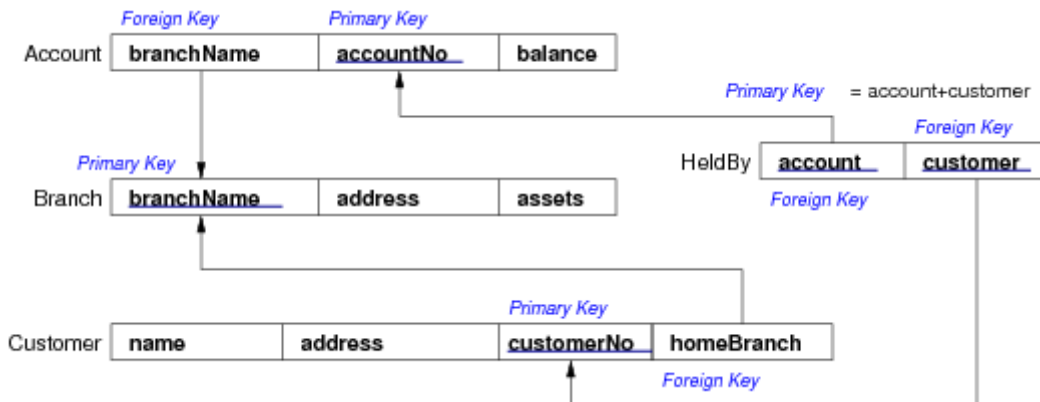 Foreign Key Primary Key
Account branchName accountNo balance
Primary Key = account+customer
Foreign Key
Primary Key
HeldBy account customer
Branch branchName address assets
Foreign Key
Primary Key
Customer name address customerNo homeBranch
Foreign Key